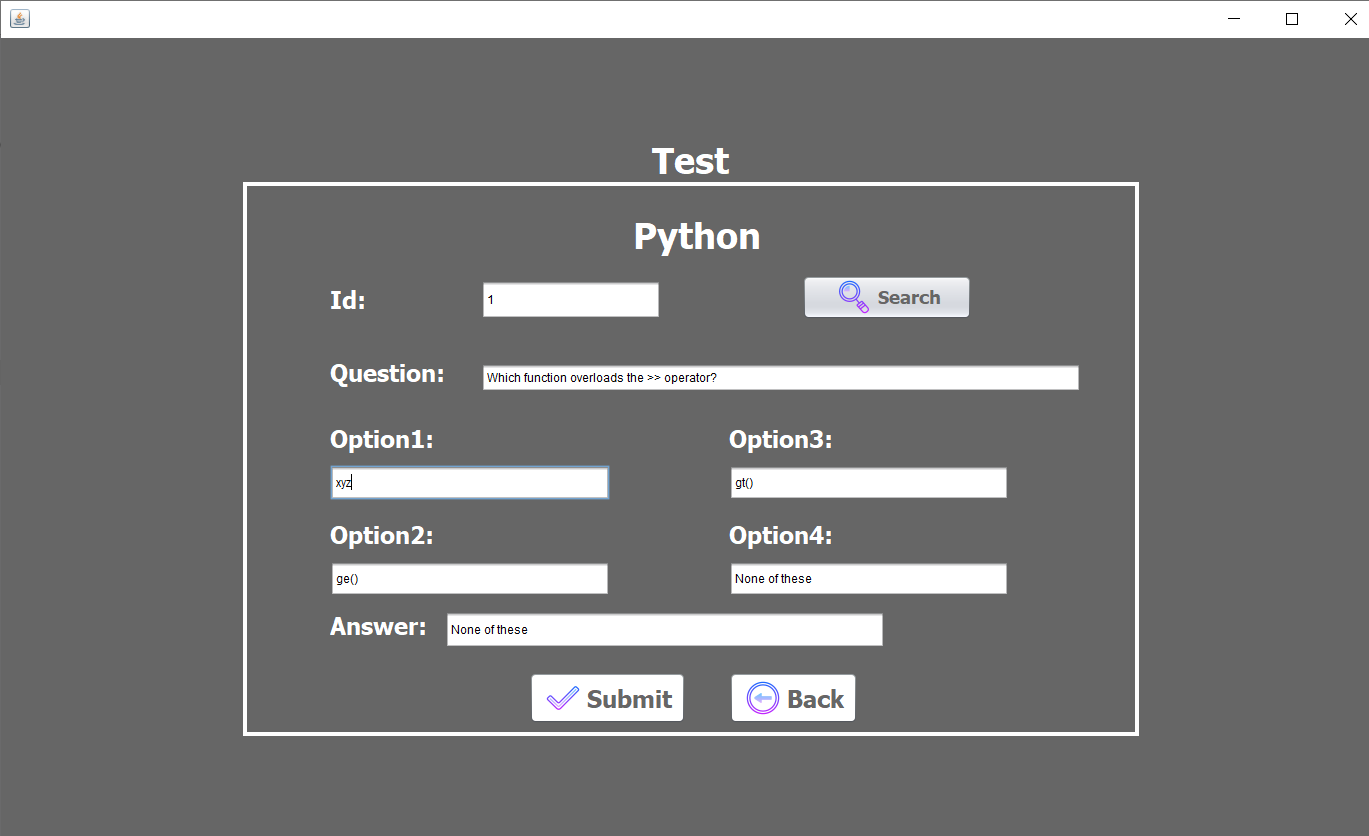 Test
Python
Id: 1 Search
Question: Which function overloads the >> operator?
Option1: Option3:
xyz gt()
Option2: Option4:
ge() None of these
Answer: None of these
Submit Back